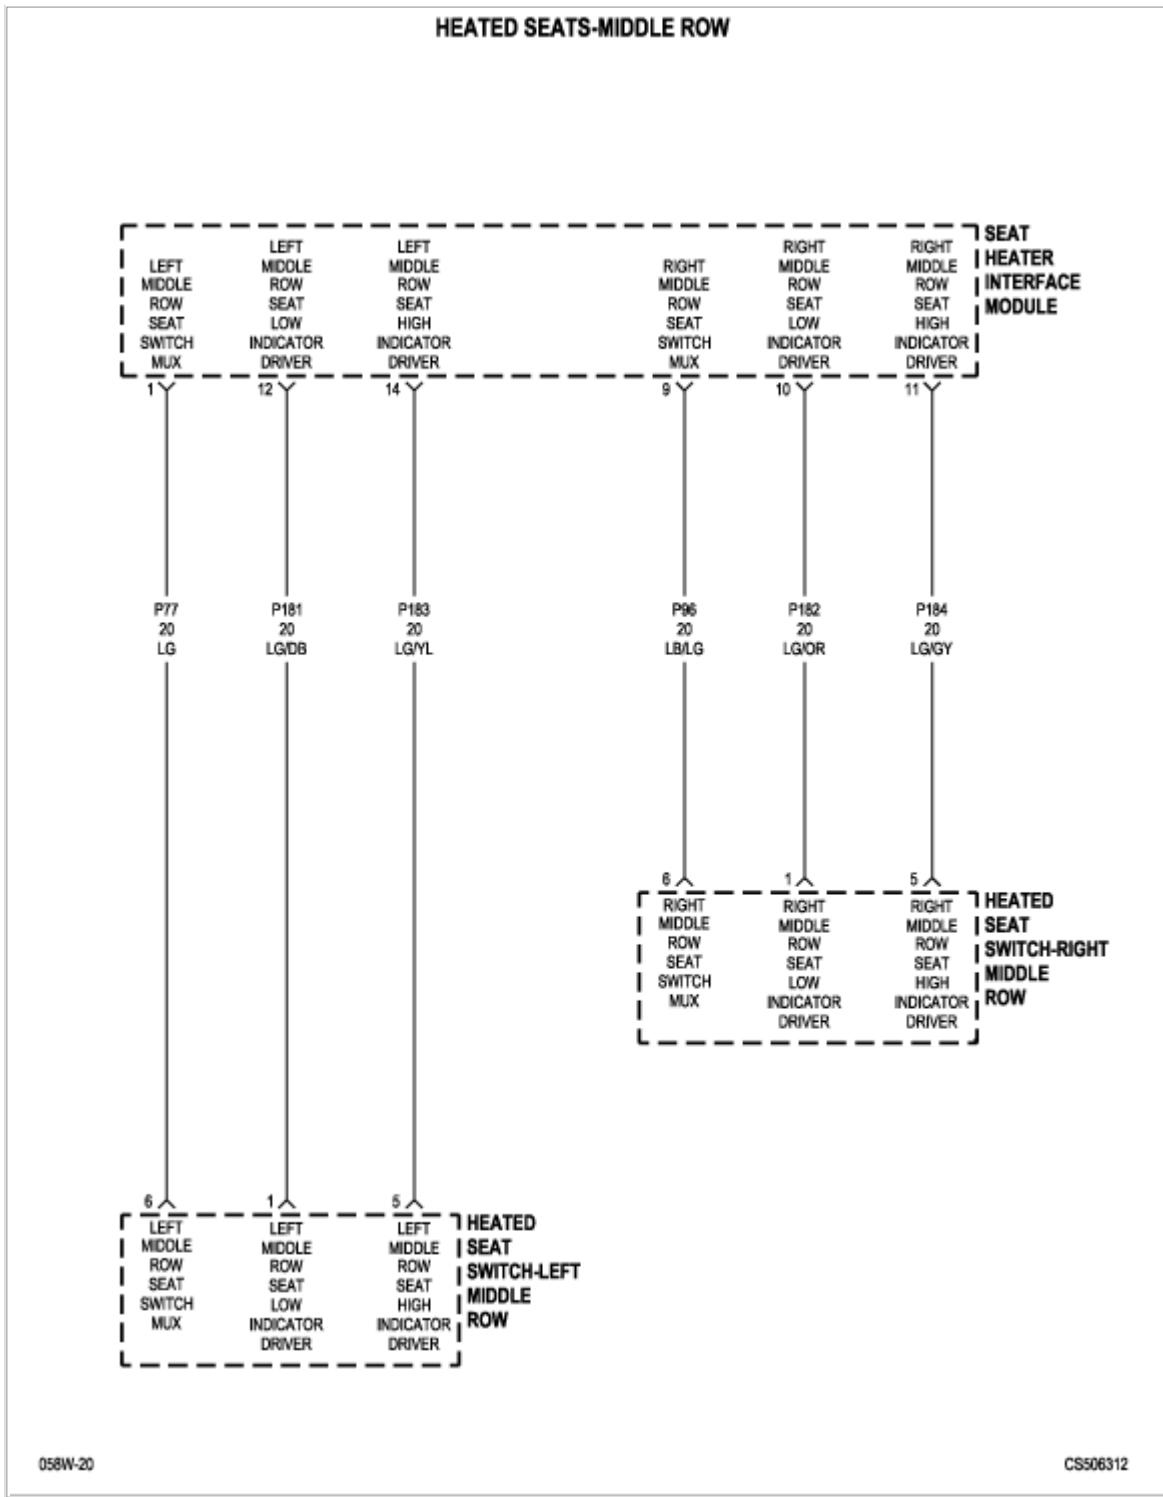 HEATED SEATS-MIDDLE ROW
LEFT
MIDDLE
ROW
SEAT
SWITCH
MUX
LEFT
MIDDLE
ROW
SEAT
LOW
INDICATOR
DRIVER
LEFT
MIDDLE
ROW
SEAT
HIGH
INDICATOR
DRIVER
RIGHT
MIDDLE
ROW
SEAT
SWITCH
MUX
RIGHT
MIDDLE
ROW
SEAT
LOW
INDICATOR
DRIVER
RIGHT
MIDDLE
ROW
SEAT
HIGH
INDICATOR
DRIVER
SEAT
HEATER
INTERFACE
MODULE
1
12
14
9
10
11
P77
20
LG
P181
20
LG/DB
P183
20
LG/YL
P96
20
LB/LG
P182
20
LG/OR
P184
20
LG/GY
6
1
5
RIGHT
MIDDLE
ROW
SEAT
SWITCH
MUX
RIGHT
MIDDLE
ROW
SEAT
LOW
INDICATOR
DRIVER
RIGHT
MIDDLE
ROW
SEAT
HIGH
INDICATOR
DRIVER
HEATED
SEAT
SWITCH-RIGHT
MIDDLE
ROW
6
1
5
LEFT
MIDDLE
ROW
SEAT
SWITCH
MUX
LEFT
MIDDLE
ROW
SEAT
LOW
INDICATOR
DRIVER
LEFT
MIDDLE
ROW
SEAT
HIGH
INDICATOR
DRIVER
HEATED
SEAT
SWITCH-LEFT
MIDDLE
ROW
058W-20
CS506312